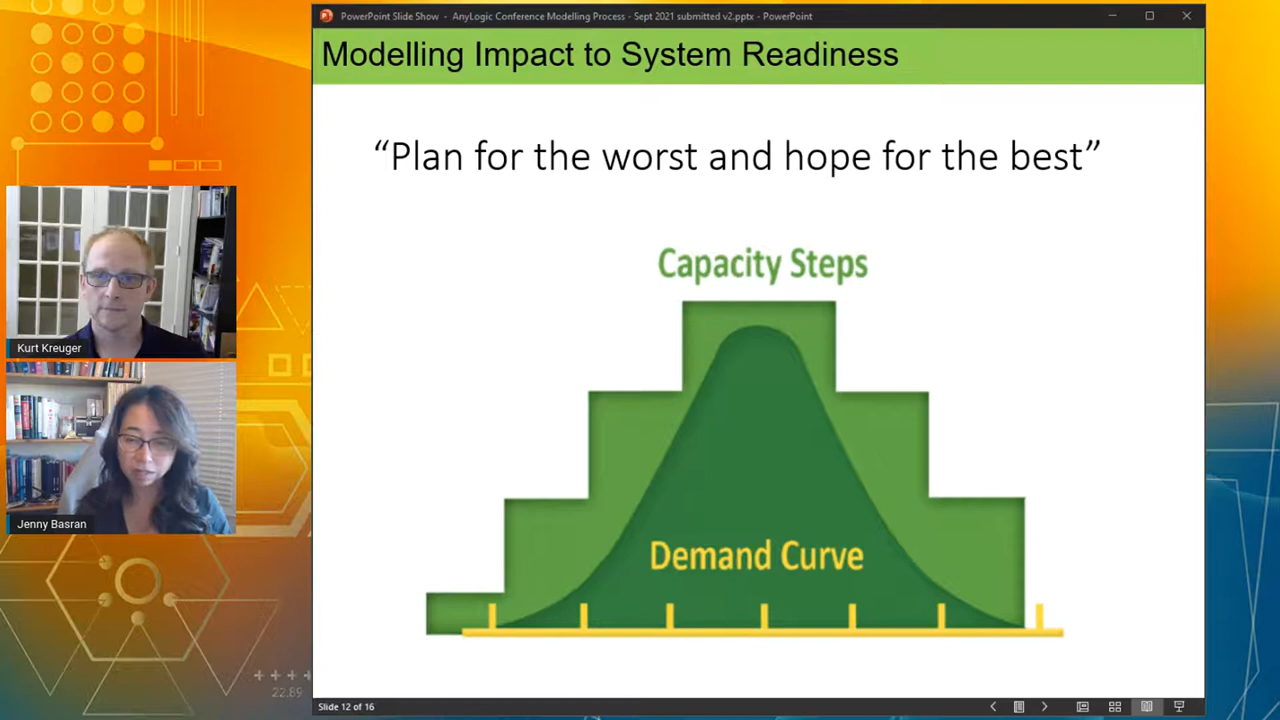 PowerPoint Slide Show - AnyLogic Conference Modelling Process - Sept 2021 submitted v2.pptx - PowerPoint
Modelling Impact to System Readiness
“Plan for the worst and hope for the best”
Capacity Steps
Demand Curve
Kurt Kreuger
Jenny Basran
22.89
Slide 12 of 16